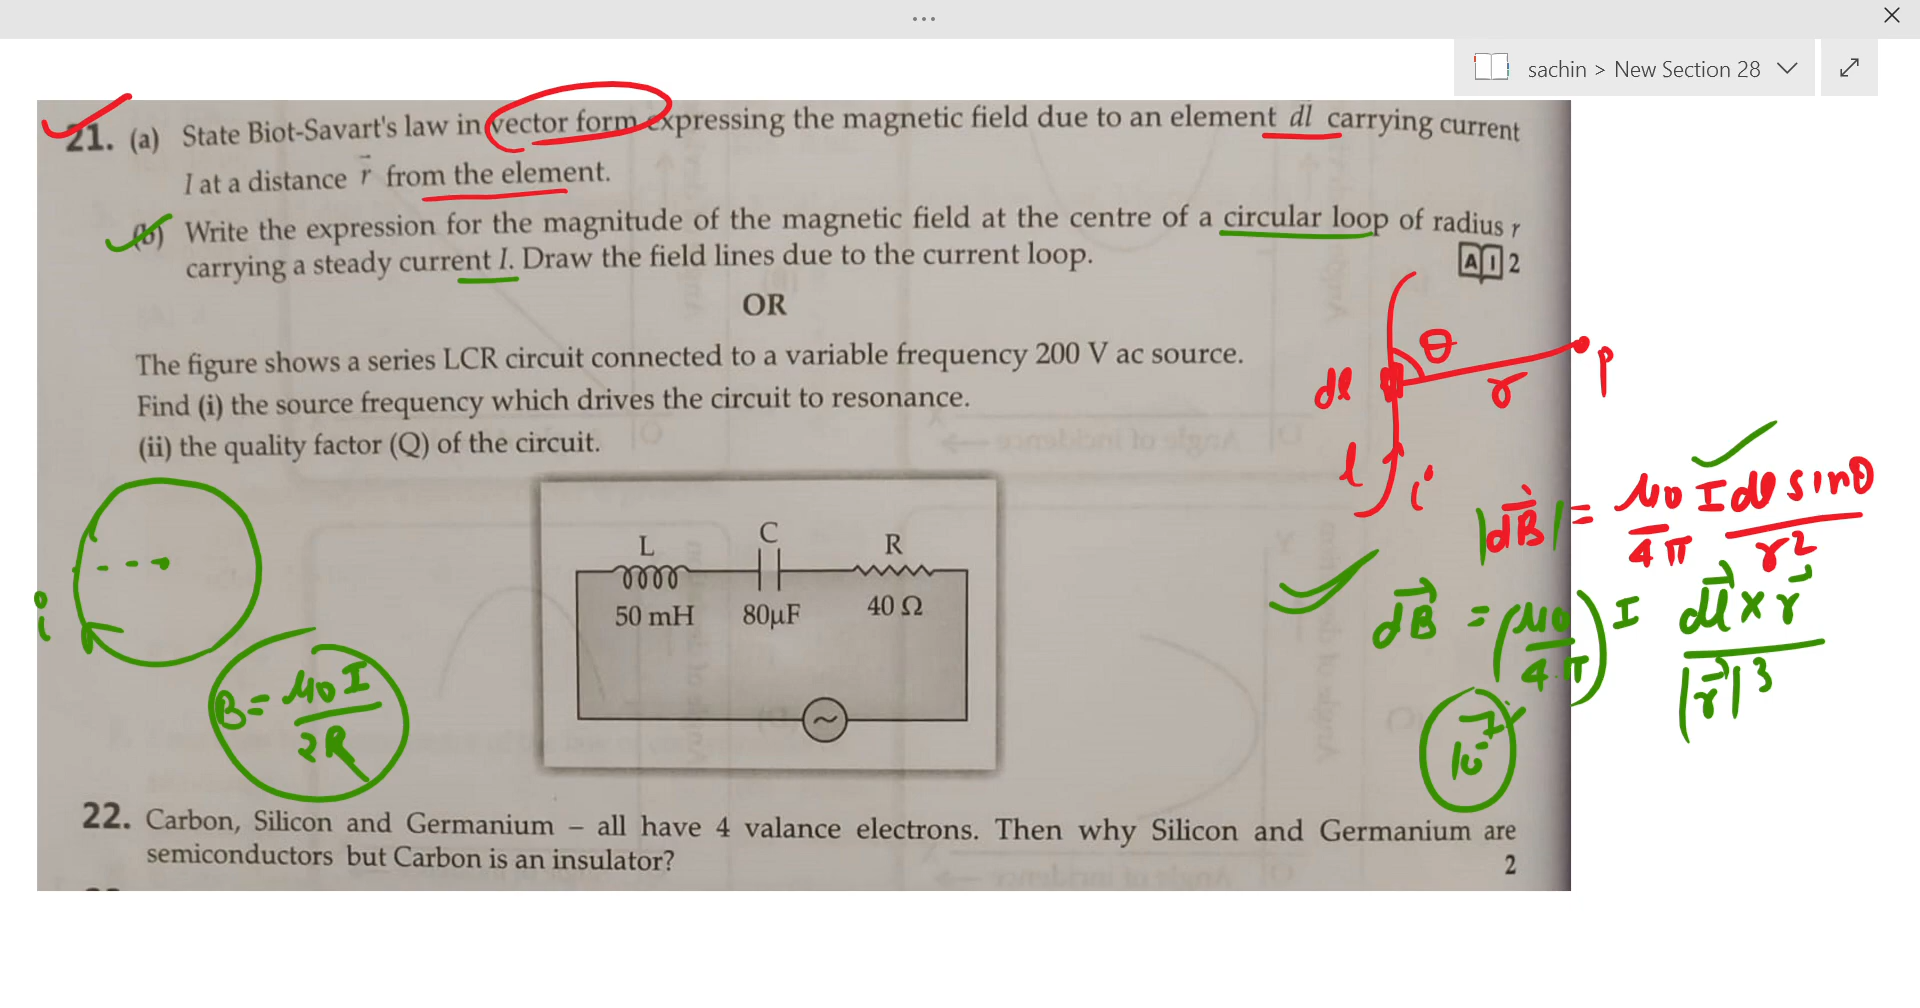 sachin > New Section 28
21. (a) State Biot-Savart's law in vector form expressing the magnetic field due to an element dl carrying current
I at a distance r⃗ from the element.
(b) Write the expression for the magnitude of the magnetic field at the centre of a circular loop of radius r
carrying a steady current I. Draw the field lines due to the current loop.
AI 2
OR
The figure shows a series LCR circuit connected to a variable frequency 200 V ac source.
Find (i) the source frequency which drives the circuit to resonance.
(ii) the quality factor (Q) of the circuit.
L C R
50 mH 80μF 40 Ω
~
22. Carbon, Silicon and Germanium – all have 4 valance electrons. Then why Silicon and Germanium are
semiconductors but Carbon is an insulator?
2
θ
dl r P
l i
|dB⃗| = μ0/4π I dl sinθ/r²
dB⃗ = (μ0/4π) I dl⃗ × r⃗/|r⃗|³
10⁻⁷
i
B = μ0 I/2R